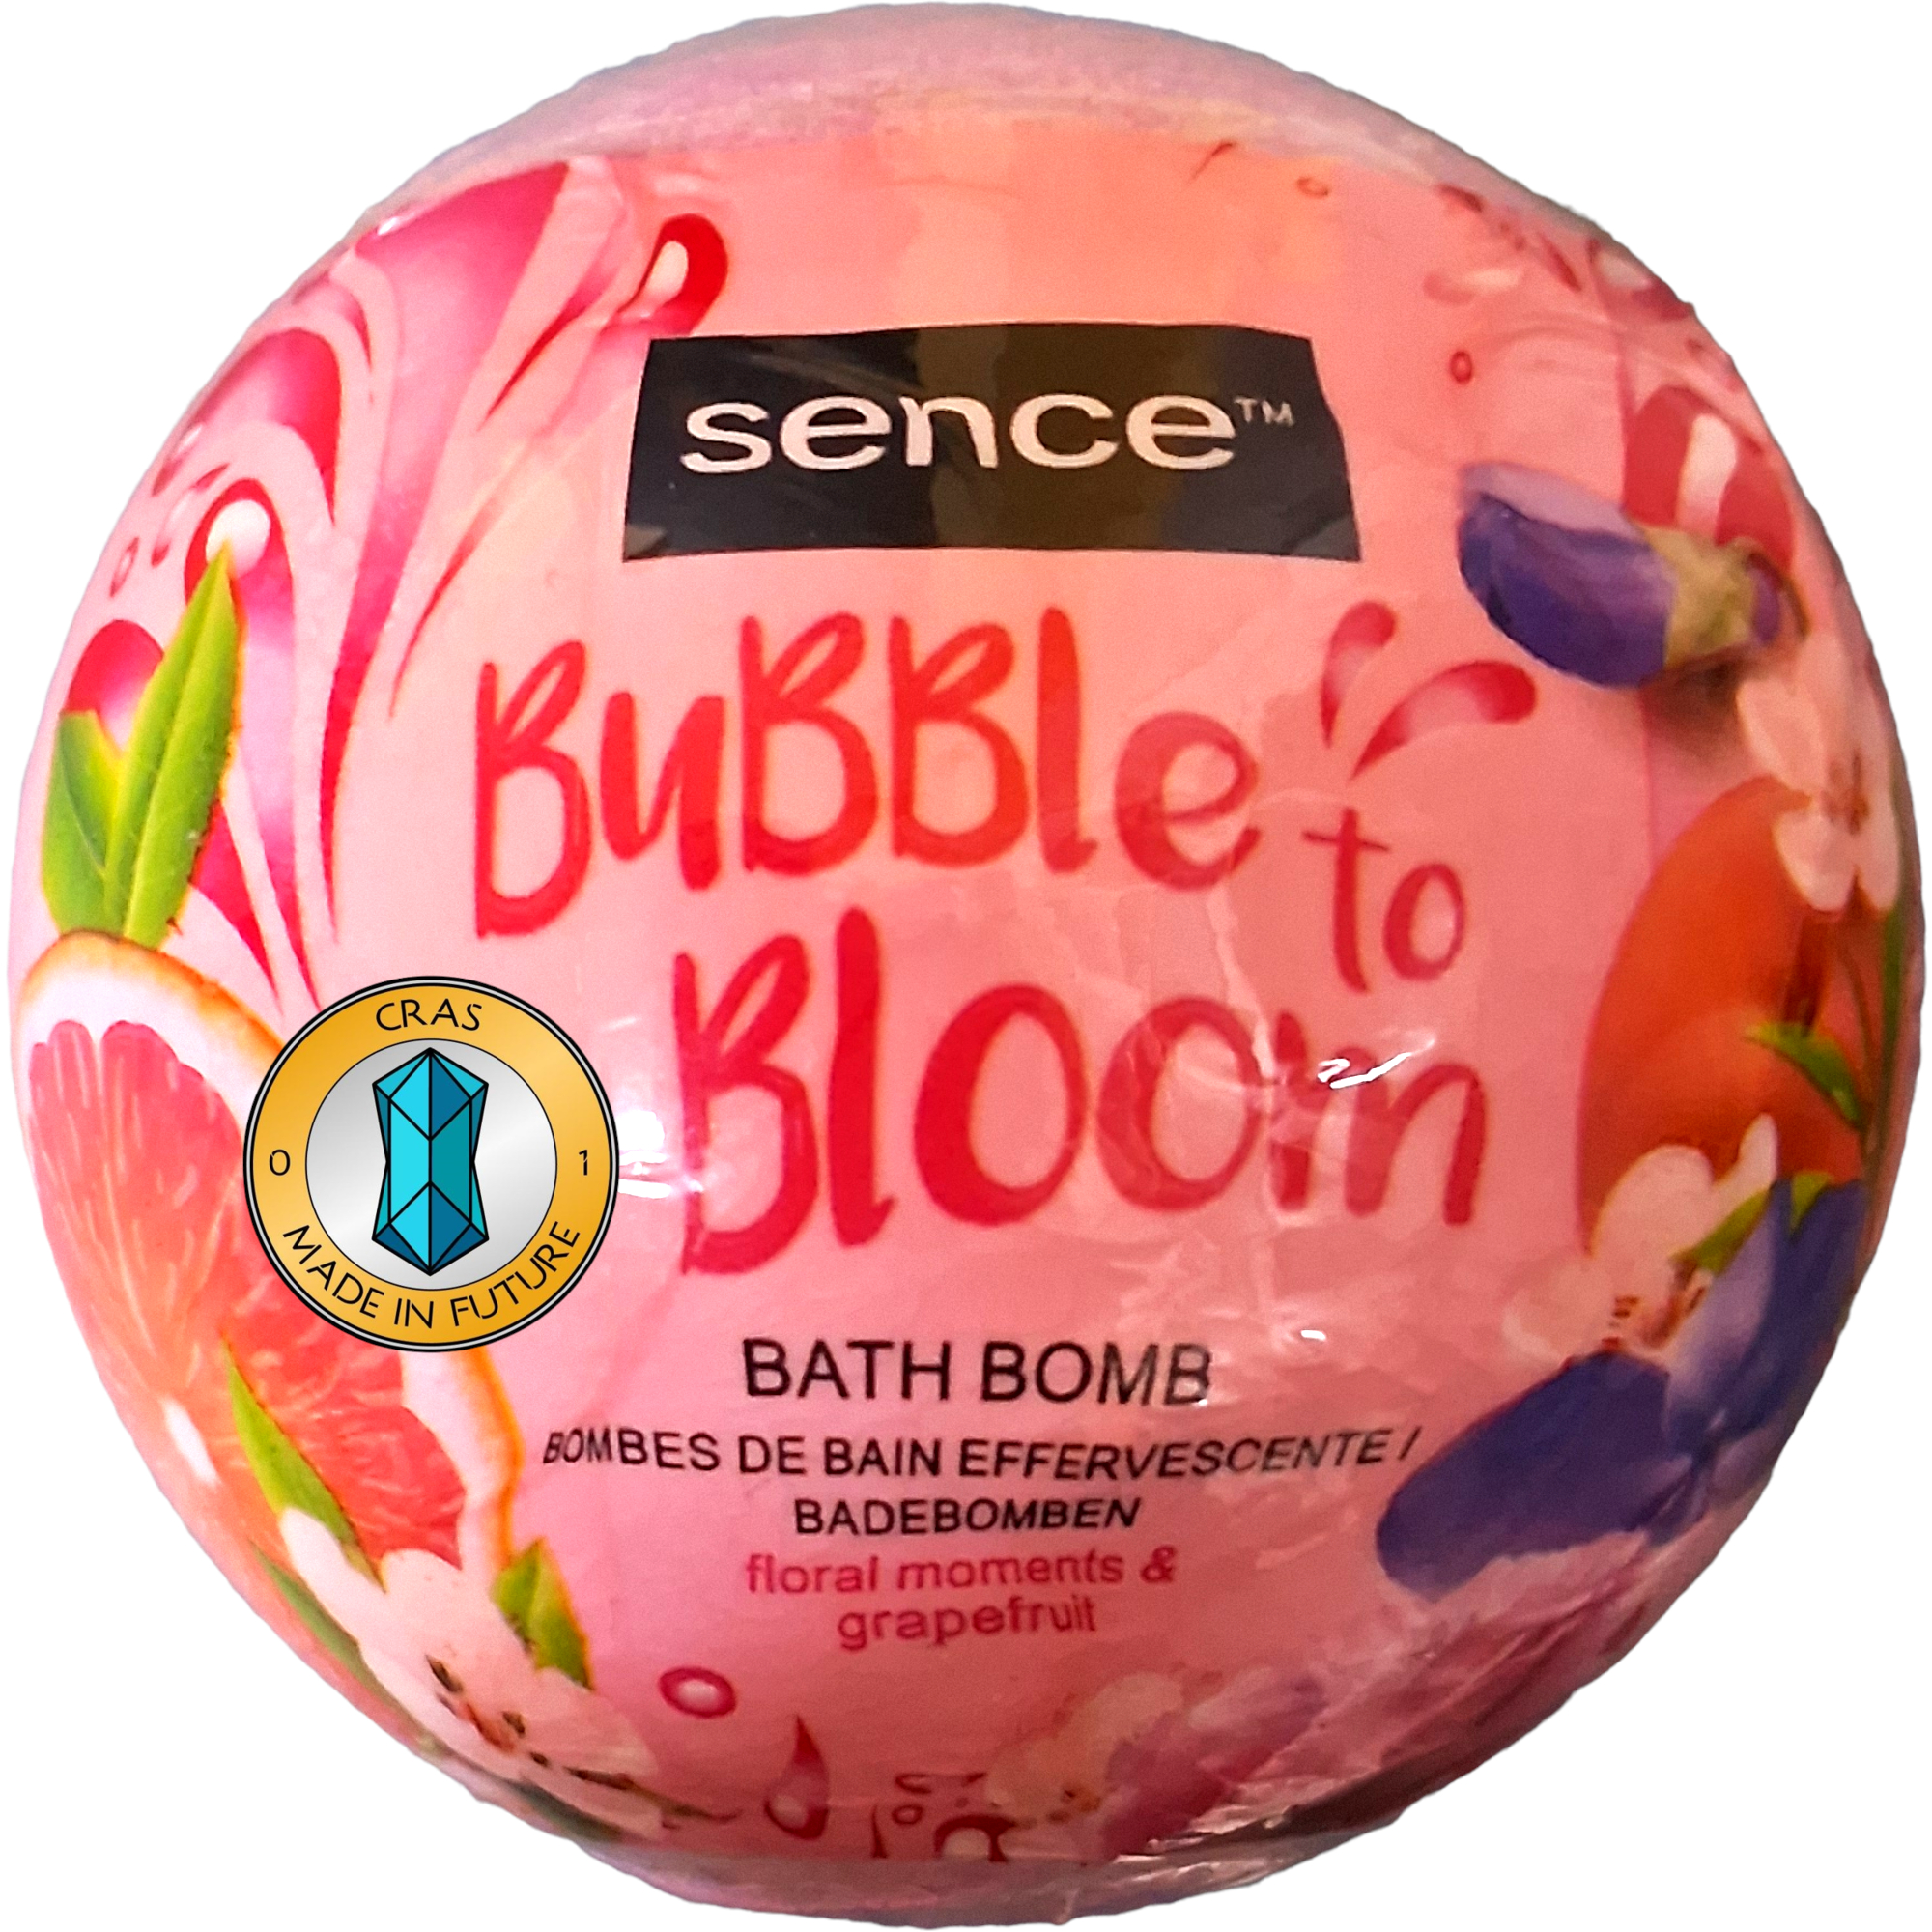 sence™
BuBBle
to
Bloom
CRAS
0 1
MADE IN FUTURE
BATH BOMB
BOMBES DE BAIN EFFERVESCENTE /
BADEBOMBEN
floral moments &
grapefruit